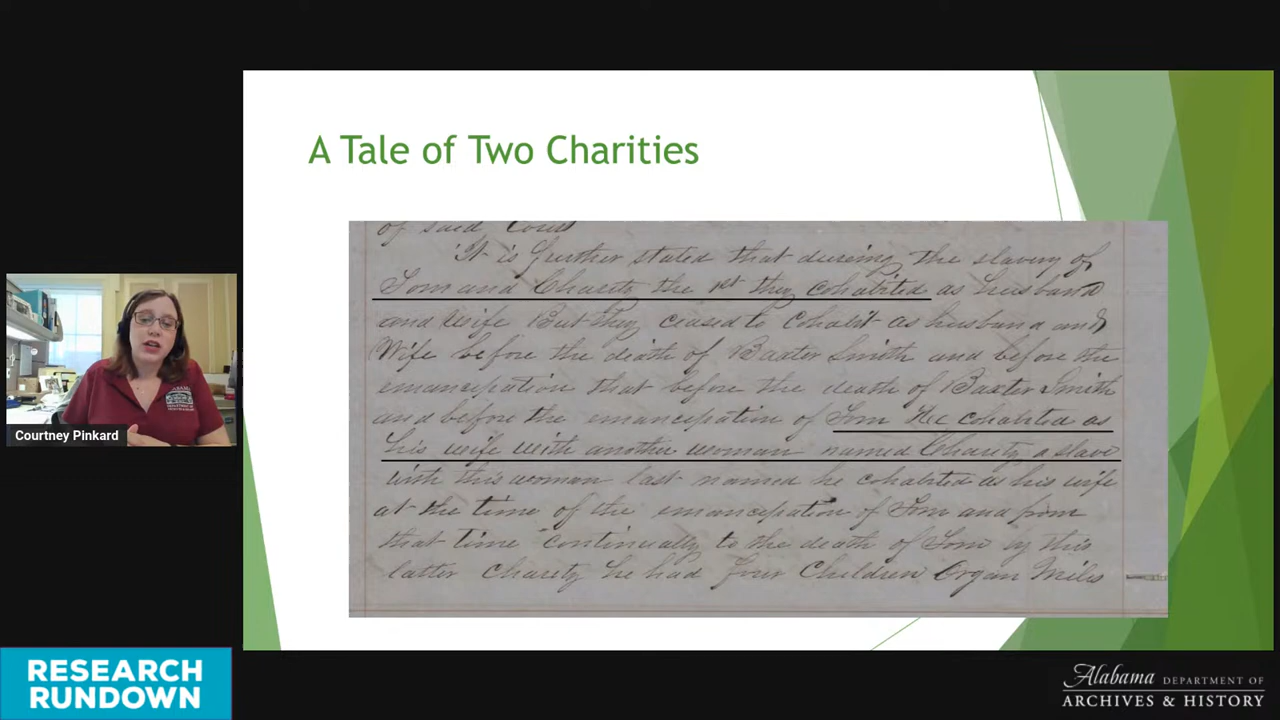 A Tale of Two Charities
of said Court
It is further stated that dureing the slavery of
Tom and Charity the 1st they cohabited as husband
and Wife But they ceased to Cohabit as husband and
Wife before the death of Baxter Smith and before the
emancipation that before the death of Baxter Smith
and before the emancipation of Tom He cohabited as
his wife with another woman named Charity a slave
with this woman last named he cohabited as his wife
at the time of the emancipation of Tom and from
that time continually to the death of Tom by this
latter Charity he had four Children Organ Miles
Courtney Pinkard
RESEARCH
RUNDOWN
Alabama DEPARTMENT OF
ARCHIVES & HISTORY